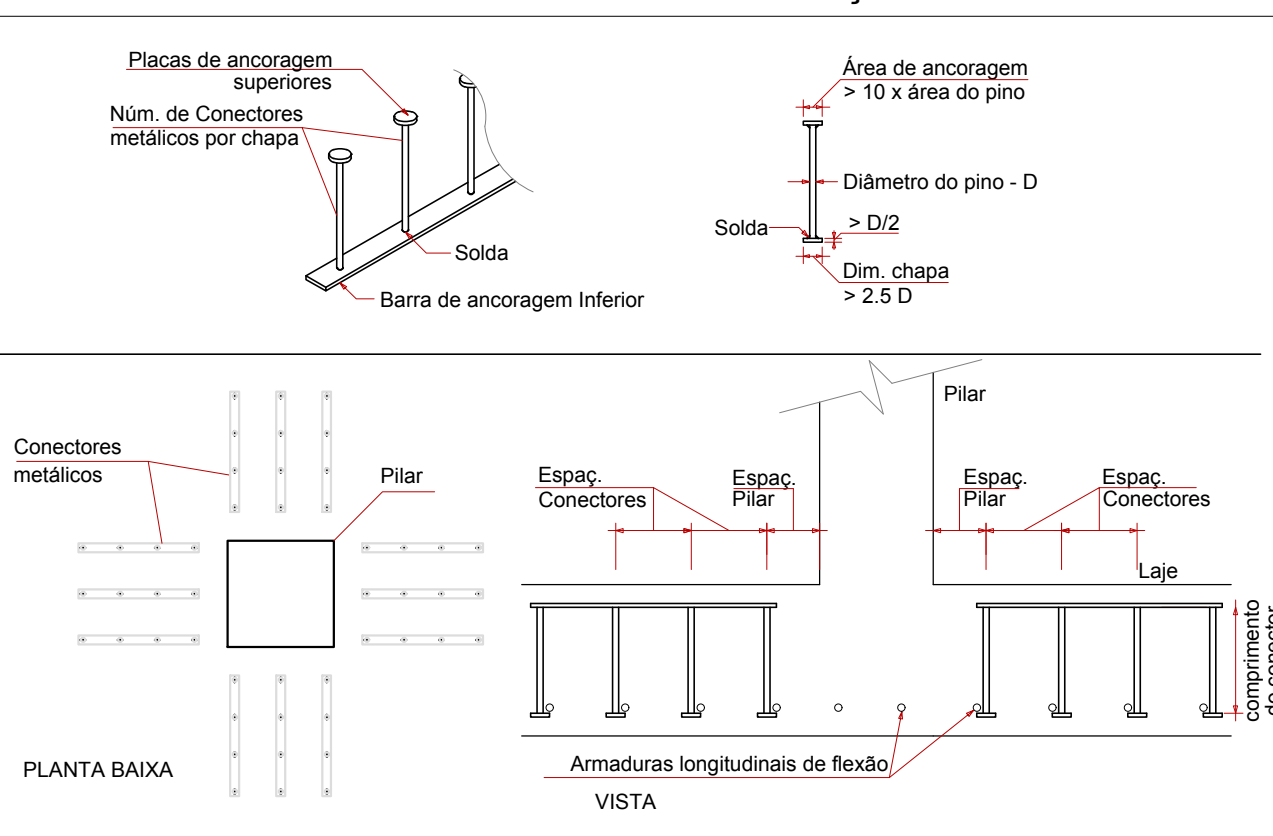 Placas de ancoragem
superiores
Núm. de Conectores
metálicos por chapa
Solda
Barra de ancoragem Inferior
Área de ancoragem
> 10 x área do pino
Diâmetro do pino - D
Solda
> D/2
Dim. chapa
> 2.5 D
Conectores
metálicos
Pilar
PLANTA BAIXA
Pilar
Espaç.
Conectores
Espaç.
Pilar
Espaç.
Pilar
Espaç.
Conectores
Laje
comprimento
do conector
Armaduras longitudinais de flexão
VISTA